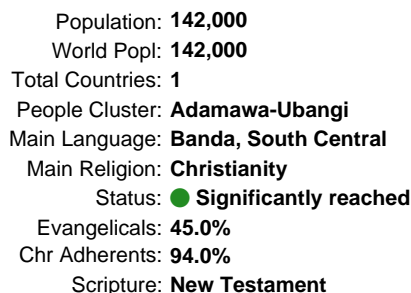 Population: 142,000
World Popl: 142,000
Total Countries: 1
People Cluster: Adamawa-Ubangi
Main Language: Banda, South Central
Main Religion: Christianity
Status: Significantly reached
Evangelicals: 45.0%
Chr Adherents: 94.0%
Scripture: New Testament